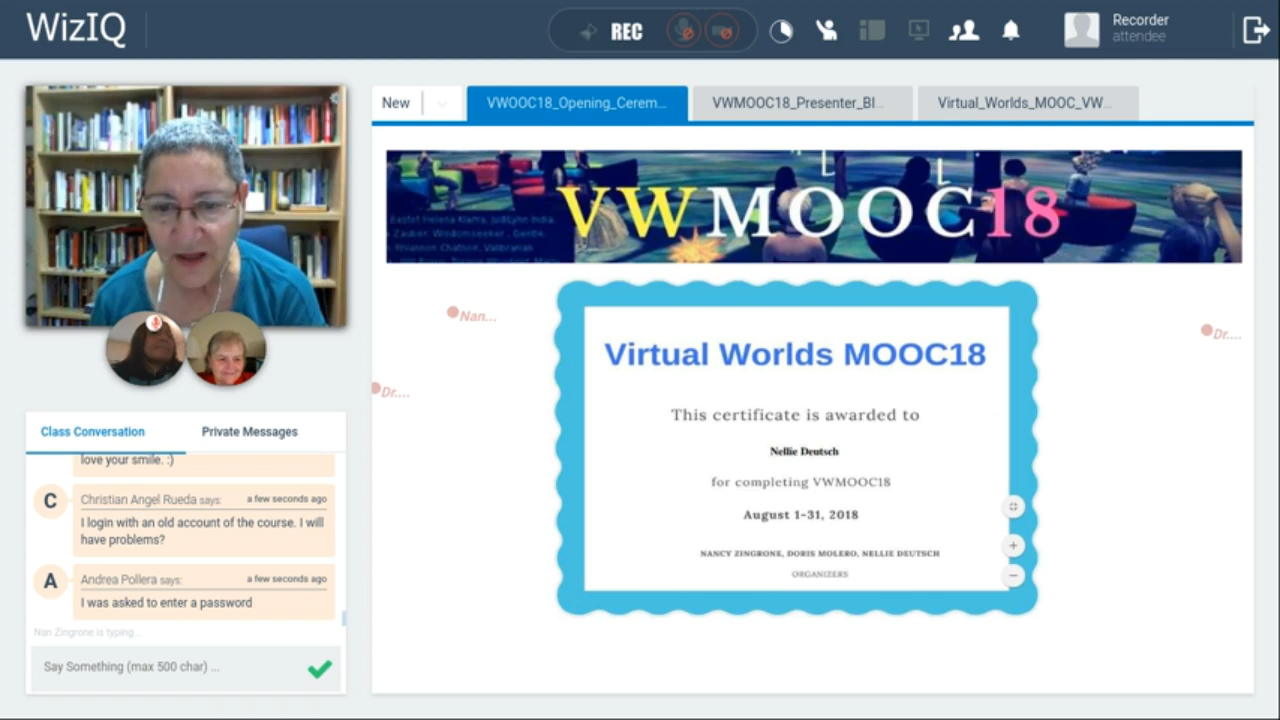 WizIQ
REC
Recorder
attendee
New
VWOOC18_Opening_Cerem...
VWMOOC18_Presenter_BI...
Virtual_Worlds_MOOC_VW...
VWMOOC18
Nan...
Dr....
Dr....
Virtual Worlds MOOC18
This certificate is awarded to
Nellie Deutsch
for completing VWMOOC18
August 1-31, 2018
NANCY ZINGRONE, DORIS MOLERO, NELLIE DEUTSCH
ORGANIZERS
Class Conversation
Private Messages
love your smile. :)
C
Christian Angel Rueda says: a few seconds ago
I login with an old account of the course. I will
have problems?
A
Andrea Pollera says: a few seconds ago
I was asked to enter a password
Nan Zingrone is typing...
Say Something (max 500 char) ...